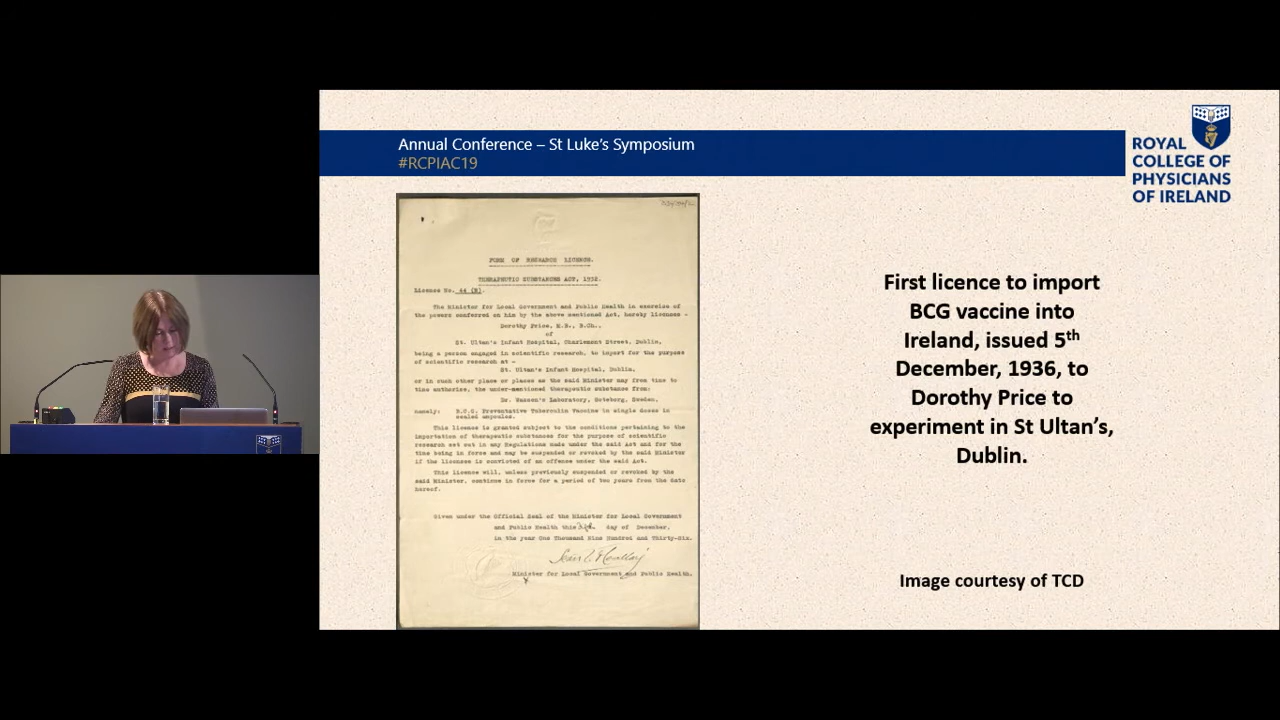 Annual Conference – St Luke's Symposium
#RCPIAC19
ROYAL
COLLEGE OF
PHYSICIANS
OF IRELAND
FORM OF RESEARCH LICENCE.
THERAPEUTIC SUBSTANCES ACT, 1932.
Licence No. 44 (R).
The Minister for Local Government and Public Health in exercise of
the powers conferred on him by the above mentioned Act, hereby licenses -
Dorothy Price, M.B., B.Ch.,
of
St. Ultan's Infant Hospital, Charlemont Street, Dublin,
being a person engaged in scientific research, to import for the purpose
of scientific research at -
St. Ultan's Infant Hospital, Dublin,
or in such other place or places as the said Minister may from time to
time authorise, the under-mentioned therapeutic substance from:
Dr. Wassen's Laboratory, Goteborg, Sweden,
namely: B.C.G. Preventative Tuberculin Vaccine in single doses in
sealed ampoules.
This licence is granted subject to the conditions pertaining to the
importation of therapeutic substances for the purpose of scientific
research set out in any Regulations made under the said Act and for the
time being in force and may be suspended or revoked by the said Minister
if the licensee is convicted of an offence under the said Act.
This licence will, unless previously suspended or revoked by the
said Minister, continue in force for a period of two years from the date
hereof.
Given under the Official Seal of the Minister for Local Government
and Public Health this day of December,
in the year One Thousand Nine Hundred and Thirty-Six.
Minister for Local Government and Public Health.
First licence to import
BCG vaccine into
Ireland, issued 5th
December, 1936, to
Dorothy Price to
experiment in St Ultan's,
Dublin.
Image courtesy of TCD